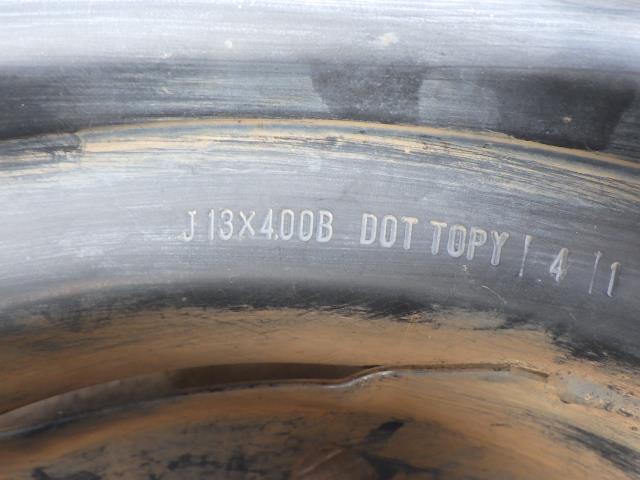 J 13X4.00B DOT TOPY | 4 | 1